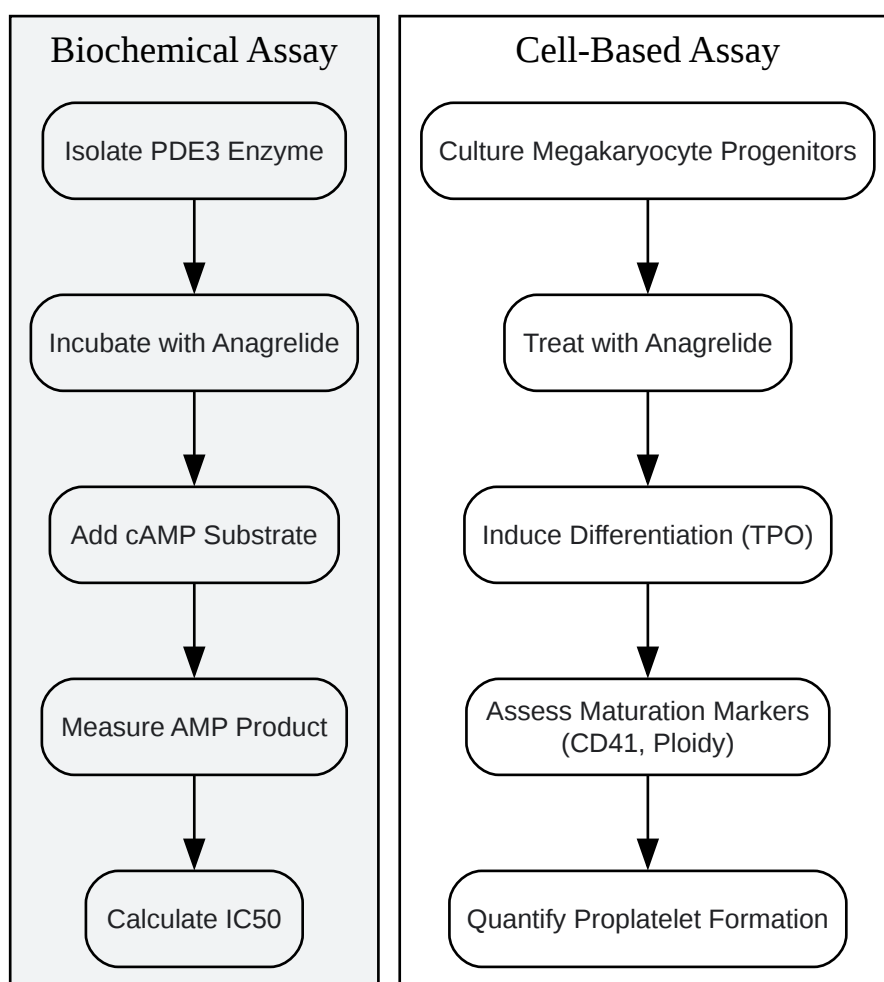 Biochemical Assay
Isolate PDE3 Enzyme
Incubate with Anagrelide
Add cAMP Substrate
Measure AMP Product
Calculate IC50
Cell-Based Assay
Culture Megakaryocyte Progenitors
Treat with Anagrelide
Induce Differentiation (TPO)
Assess Maturation Markers
(CD41, Ploidy)
Quantify Proplatelet Formation